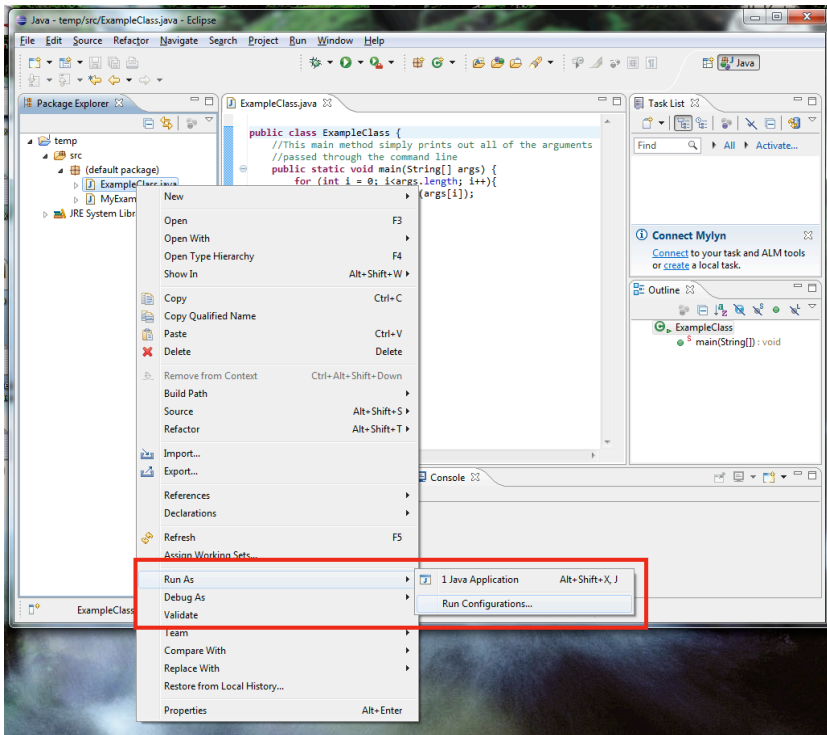 Java - temp/src/ExampleClass.java - Eclipse
File Edit Source Refactor Navigate Search Project Run Window Help
Java
Package Explorer
temp
src
(default package)
ExampleClass.java
MyExam
JRE System Libr
ExampleClass.java
public class ExampleClass {
//This main method simply prints out all of the arguments
//passed through the command line
public static void main(String[] args) {
for (int i = 0; i<args.length; i++){
(args[i]);
Task List
Find All Activate...
Connect Mylyn
Connect to your task and ALM tools
or create a local task.
Outline
ExampleClass
main(String[]) : void
Console
New
Open F3
Open With
Open Type Hierarchy F4
Show In Alt+Shift+W
Copy Ctrl+C
Copy Qualified Name
Paste Ctrl+V
Delete Delete
Remove from Context Ctrl+Alt+Shift+Down
Build Path
Source Alt+Shift+S
Refactor Alt+Shift+T
Import...
Export...
References
Declarations
Refresh F5
Assign Working Sets...
Run As
Debug As
Validate
Team
Compare With
Replace With
Restore from Local History...
Properties Alt+Enter
1 Java Application Alt+Shift+X, J
Run Configurations...
ExampleClass